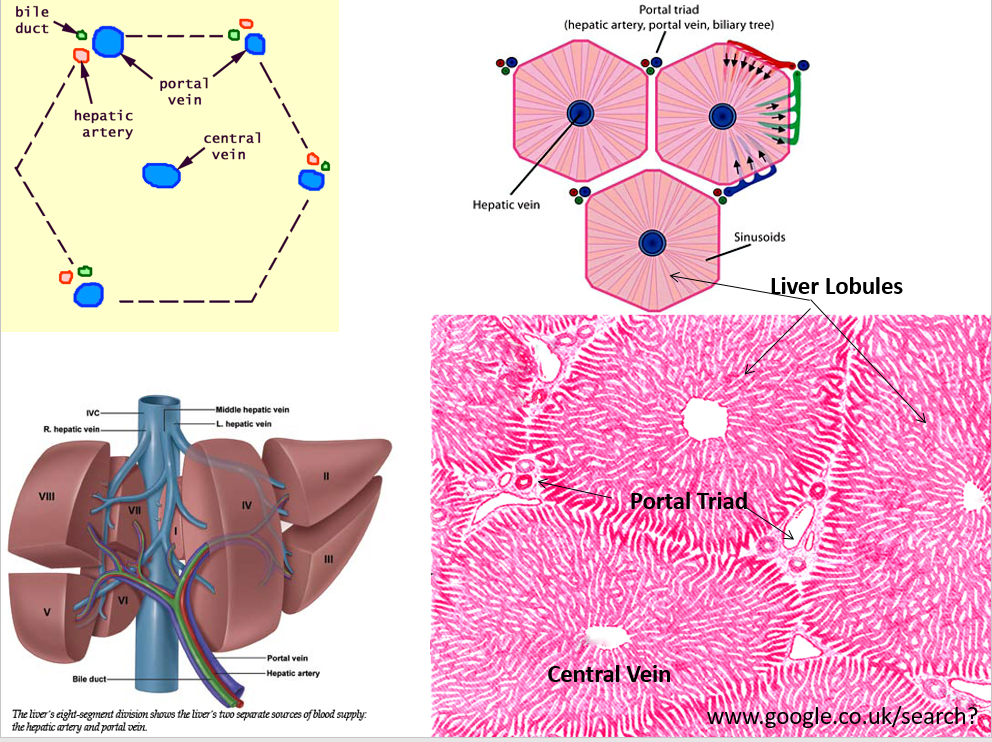 bile
duct
portal
vein
hepatic
artery
central
vein
Portal triad
(hepatic artery, portal vein, biliary tree)
Hepatic vein
Sinusoids
Liver Lobules
Portal Triad
Central Vein
www.google.co.uk/search?
IVC
R. hepatic vein
Middle hepatic vein
L. hepatic vein
VIII
VII
I
IV
II
III
V
VI
Portal vein
Hepatic artery
Bile duct
The liver's eight-segment division shows the liver's two separate sources of blood supply:
the hepatic artery and portal vein.